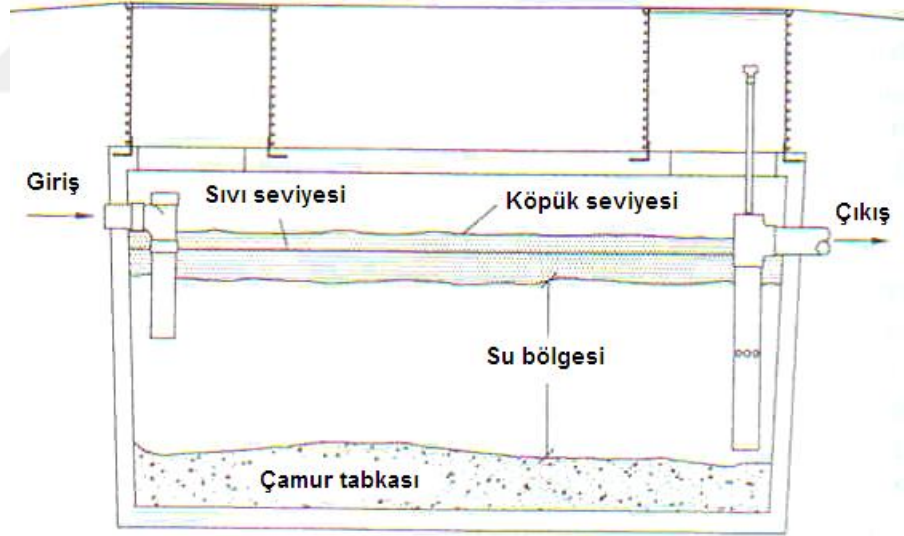 Giriş
Sıvı seviyesi
Köpük seviyesi
Çıkış
Su bölgesi
Çamur tabkası